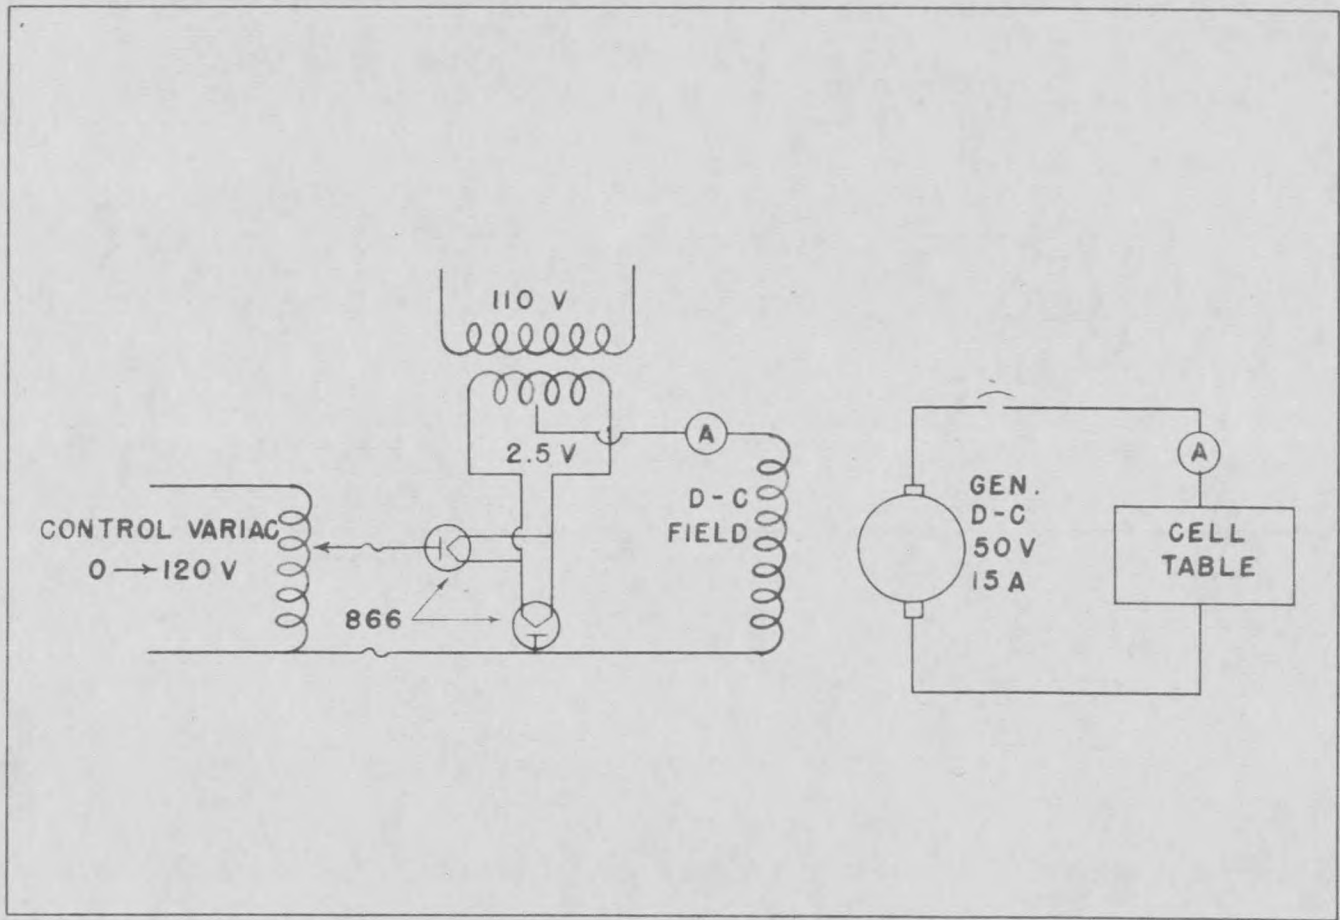 110 V
2.5 V
A
CONTROL VARIAC
0 → 120 V
866
D-C
FIELD
GEN.
D-C
50 V
15 A
A
CELL
TABLE